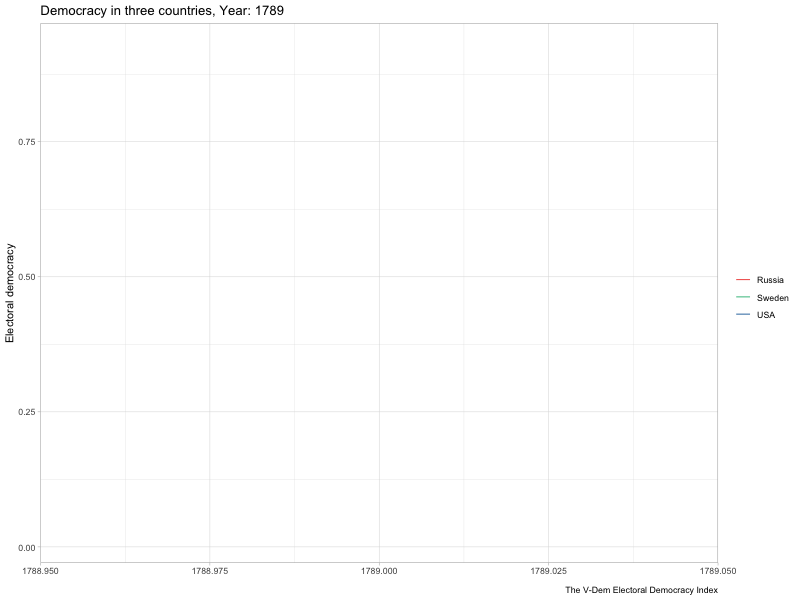 Democracy in three countries, Year: 1789
Electoral democracy
0.75
0.50
0.25
0.00
1788.950 1788.975 1789.000 1789.025 1789.050
Russia
Sweden
USA
The V-Dem Electoral Democracy Index